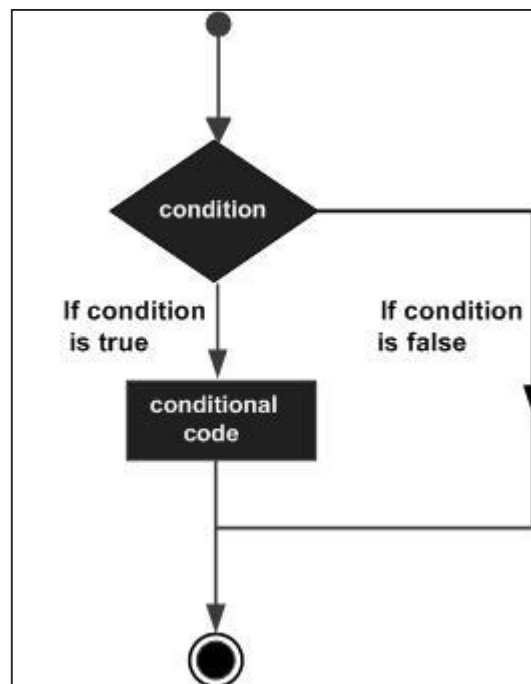 condition
If condition
is true
If condition
is false
conditional
code